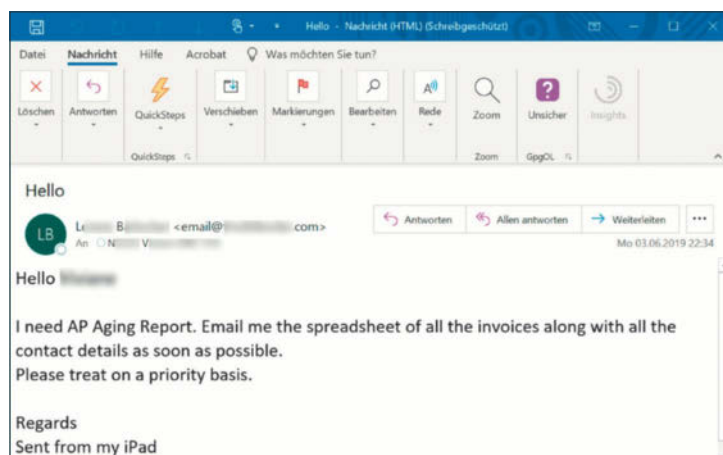 Hello - Nachricht (HTML) (Schreibgeschützt)
Datei Nachricht Hilfe Acrobat Was möchten Sie tun?
Löschen Antworten QuickSteps Verschieben Markierungen Bearbeiten Rede Zoom Unsicher Insights
QuickSteps Zoom GpgOL
Hello
LB
<email@ .com>
Antworten Allen antworten Weiterleiten
An
Mo 03.06.2019 22:34
Hello
I need AP Aging Report. Email me the spreadsheet of all the invoices along with all the
contact details as soon as possible.
Please treat on a priority basis.
Regards
Sent from my iPad